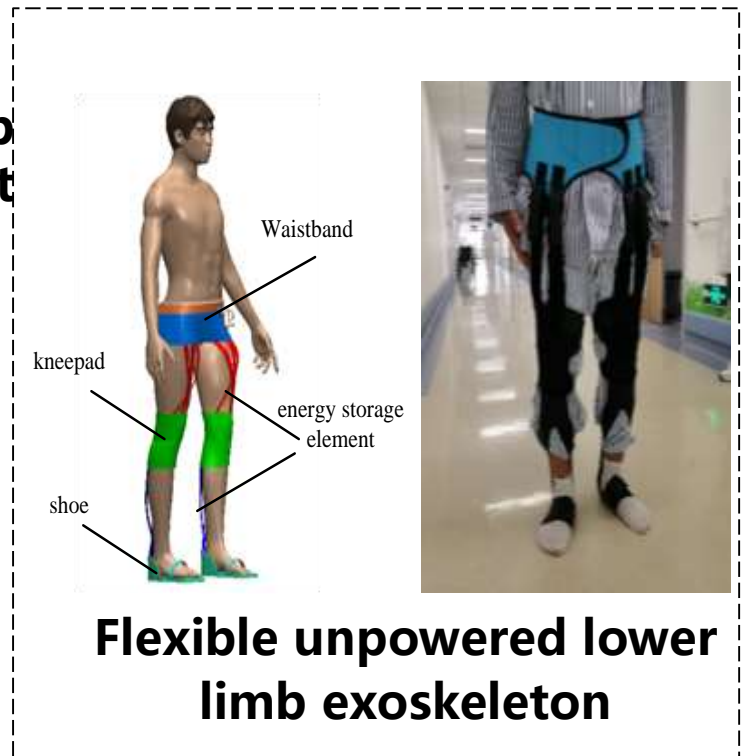 Waistband
kneepad
energy storage
element
shoe
Flexible unpowered lower
limb exoskeleton